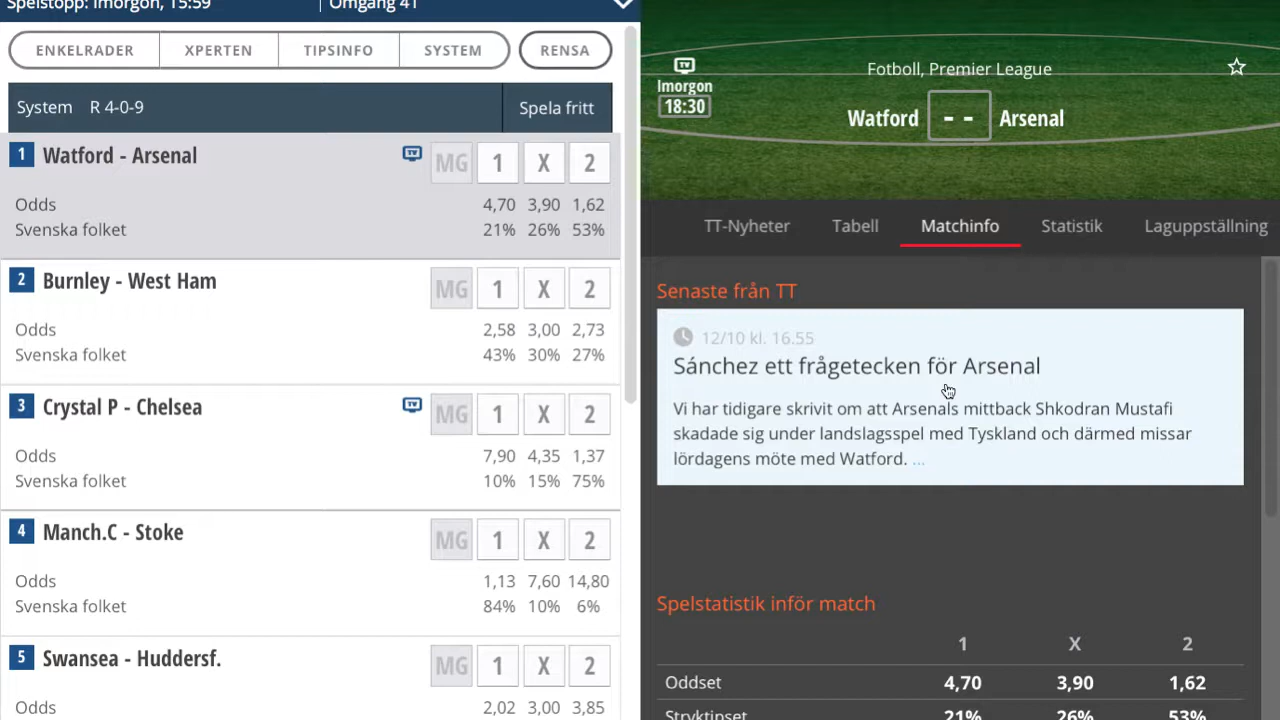 Spelstopp: Imorgon, 15:59
Omgång 41
ENKELRADER XPERTEN TIPSINFO SYSTEM RENSA
System R 4-0-9 Spela fritt
1 Watford - Arsenal TV MG 1 X 2
Odds 4,70 3,90 1,62
Svenska folket 21% 26% 53%
2 Burnley - West Ham MG 1 X 2
Odds 2,58 3,00 2,73
Svenska folket 43% 30% 27%
3 Crystal P - Chelsea TV MG 1 X 2
Odds 7,90 4,35 1,37
Svenska folket 10% 15% 75%
4 Manch.C - Stoke MG 1 X 2
Odds 1,13 7,60 14,80
Svenska folket 84% 10% 6%
5 Swansea - Huddersf. MG 1 X 2
Odds 2,02 3,00 3,85
TV
Imorgon
18:30
Fotboll, Premier League
Watford - - Arsenal
TT-Nyheter Tabell Matchinfo Statistik Laguppställning
Senaste från TT
12/10 kl. 16.55
Sánchez ett frågetecken för Arsenal
Vi har tidigare skrivit om att Arsenals mittback Shkodran Mustafi
skadade sig under landslagsspel med Tyskland och därmed missar
lördagens möte med Watford. ...
Spelstatistik inför match
1 X 2
Oddset 4,70 3,90 1,62
Stryktipset 21% 26% 53%